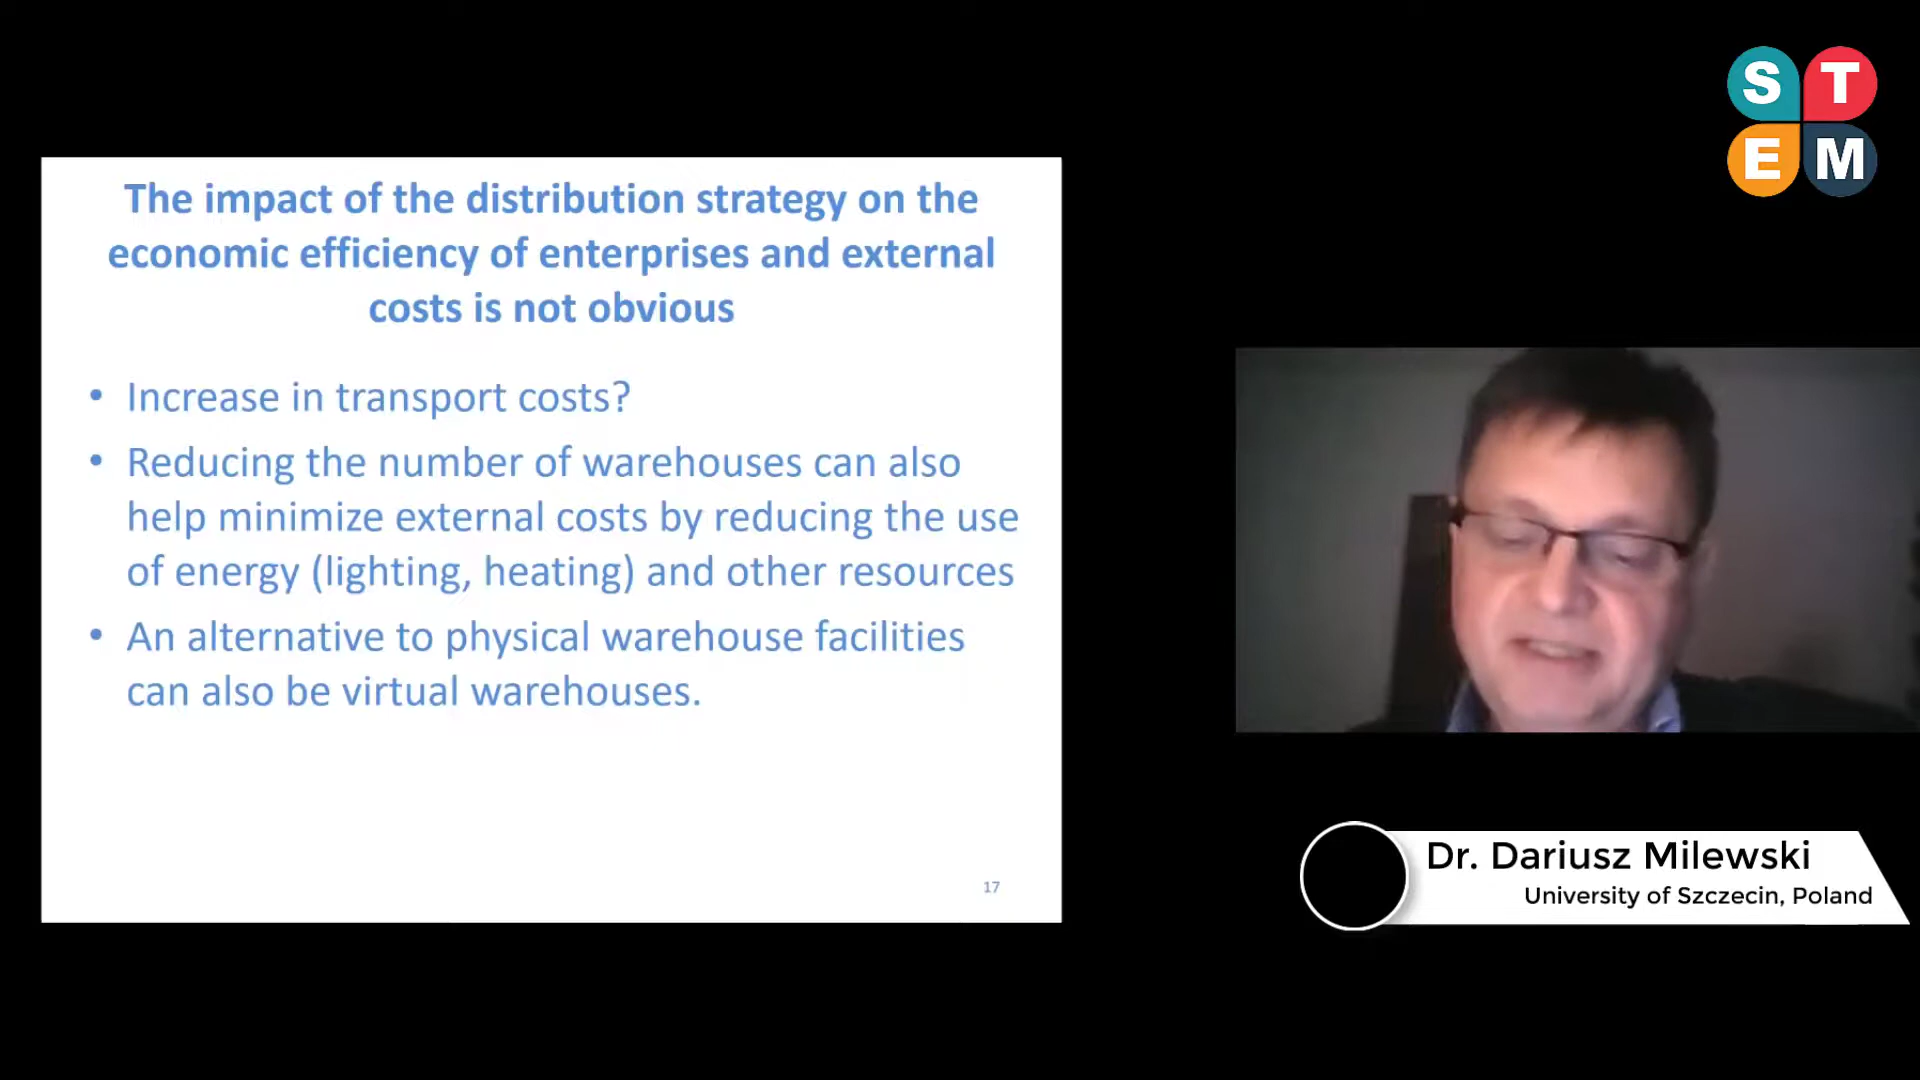 The impact of the distribution strategy on the
economic efficiency of enterprises and external
costs is not obvious
• Increase in transport costs?
• Reducing the number of warehouses can also
help minimize external costs by reducing the use
of energy (lighting, heating) and other resources
• An alternative to physical warehouse facilities
can also be virtual warehouses.
17
S T
E M
Dr. Dariusz Milewski
University of Szczecin, Poland